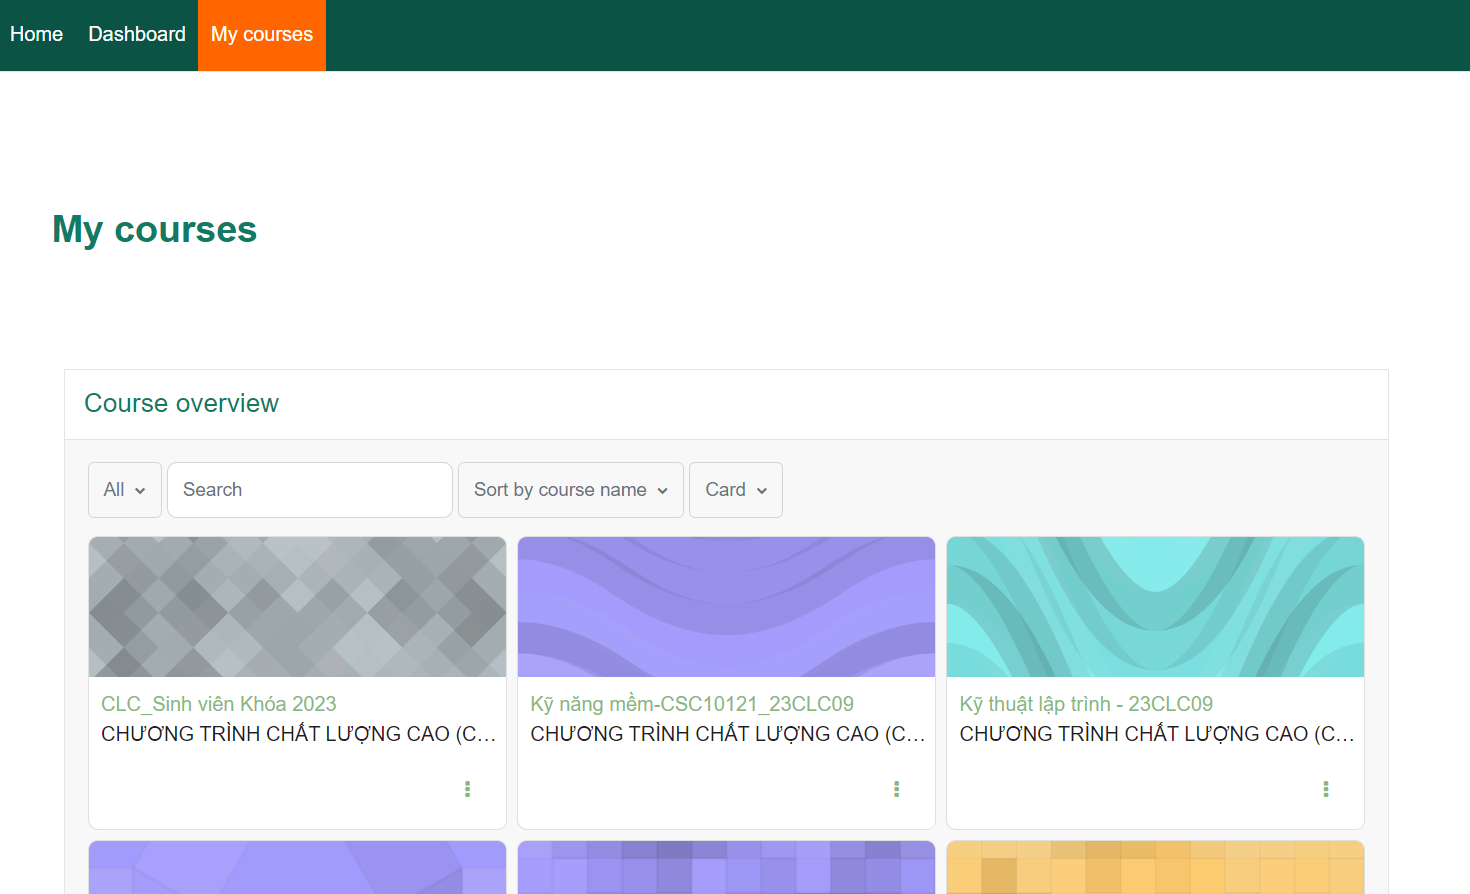 Home Dashboard My courses
My courses
Course overview
All Search Sort by course name Card
CLC_Sinh viên Khóa 2023
CHƯƠNG TRÌNH CHẤT LƯỢNG CAO (C...
Kỹ năng mềm-CSC10121_23CLC09
CHƯƠNG TRÌNH CHẤT LƯỢNG CAO (C...
Kỹ thuật lập trình - 23CLC09
CHƯƠNG TRÌNH CHẤT LƯỢNG CAO (C...